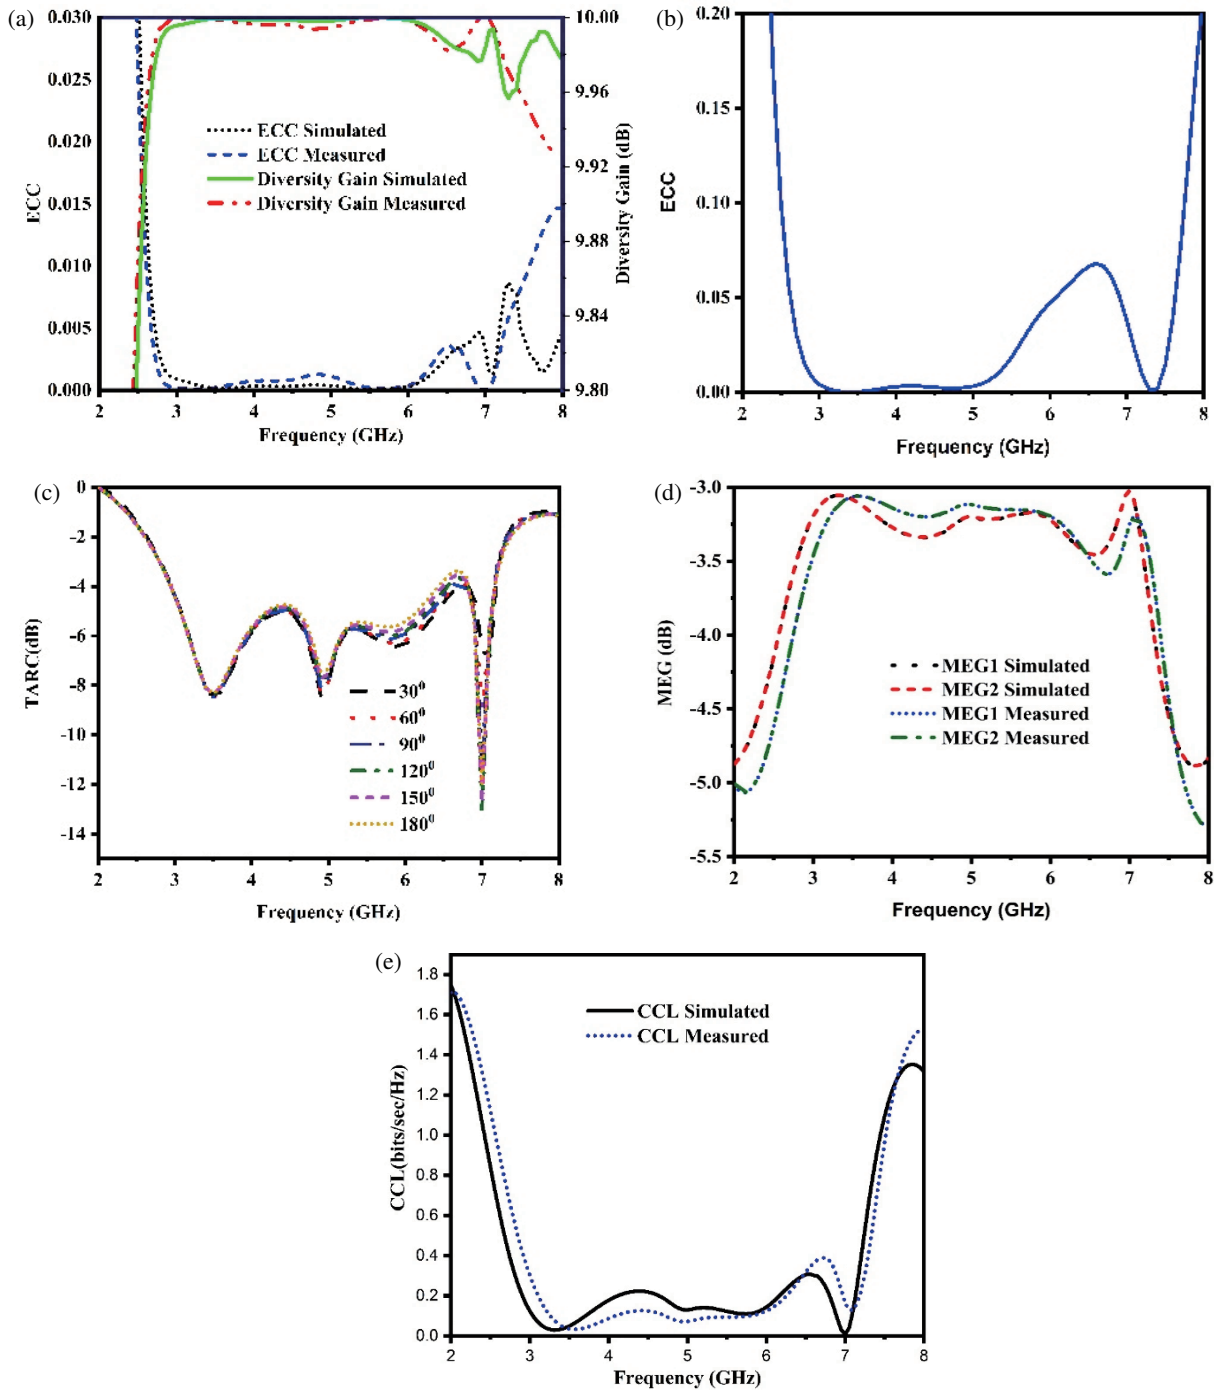 (a)
0.030
0.025
0.020
0.015
0.010
0.005
0.000
ECC
10.00
9.96
9.92
9.88
9.84
9.80
Diversity Gain (dB)
ECC Simulated
ECC Measured
Diversity Gain Simulated
Diversity Gain Measured
2 3 4 5 6 7 8
Frequency (GHz)
(b)
0.20
0.15
0.10
0.05
0.00
ECC
2 3 4 5 6 7 8
Frequency (GHz)
(c)
0
-2
-4
-6
-8
-10
-12
-14
TARC(dB)
30⁰
60⁰
90⁰
120⁰
150⁰
180⁰
2 3 4 5 6 7 8
Frequency (GHz)
(d)
-3.0
-3.5
-4.0
-4.5
-5.0
-5.5
MEG (dB)
MEG1 Simulated
MEG2 Simulated
MEG1 Measured
MEG2 Measured
2 3 4 5 6 7 8
Frequency (GHz)
(e)
1.8
1.6
1.4
1.2
1.0
0.8
0.6
0.4
0.2
0.0
CCL(bits/sec/Hz)
CCL Simulated
CCL Measured
2 3 4 5 6 7 8
Frequency (GHz)